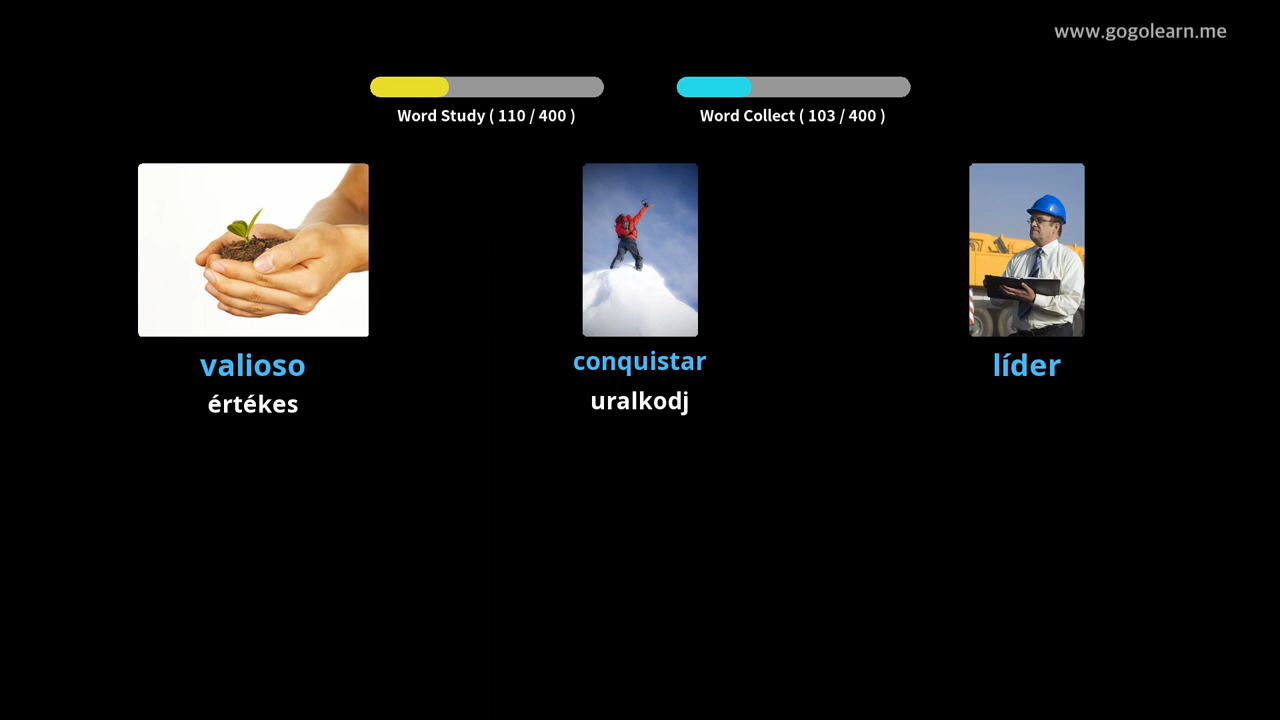 www.gogolearn.me
Word Study ( 110 / 400 )
Word Collect ( 103 / 400 )
valioso
értékes
conquistar
uralkodj
líder